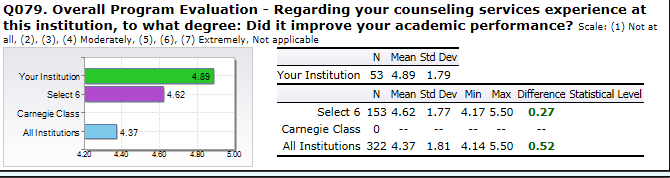 Q079. Overall Program Evaluation - Regarding your counseling services experience at
this institution, to what degree: Did it improve your academic performance? Scale: (1) Not at
all, (2), (3), (4) Moderately, (5), (6), (7) Extremely, Not applicable
Your Institution 4.89
Select 6 4.62
Carnegie Class
All Institutions 4.37
4.20 4.40 4.60 4.80 5.00
N Mean Std Dev
Your Institution 53 4.89 1.79
N Mean Std Dev Min Max Difference Statistical Level
Select 6 153 4.62 1.77 4.17 5.50 0.27
Carnegie Class 0 -- -- -- -- --
All Institutions 322 4.37 1.81 4.14 5.50 0.52